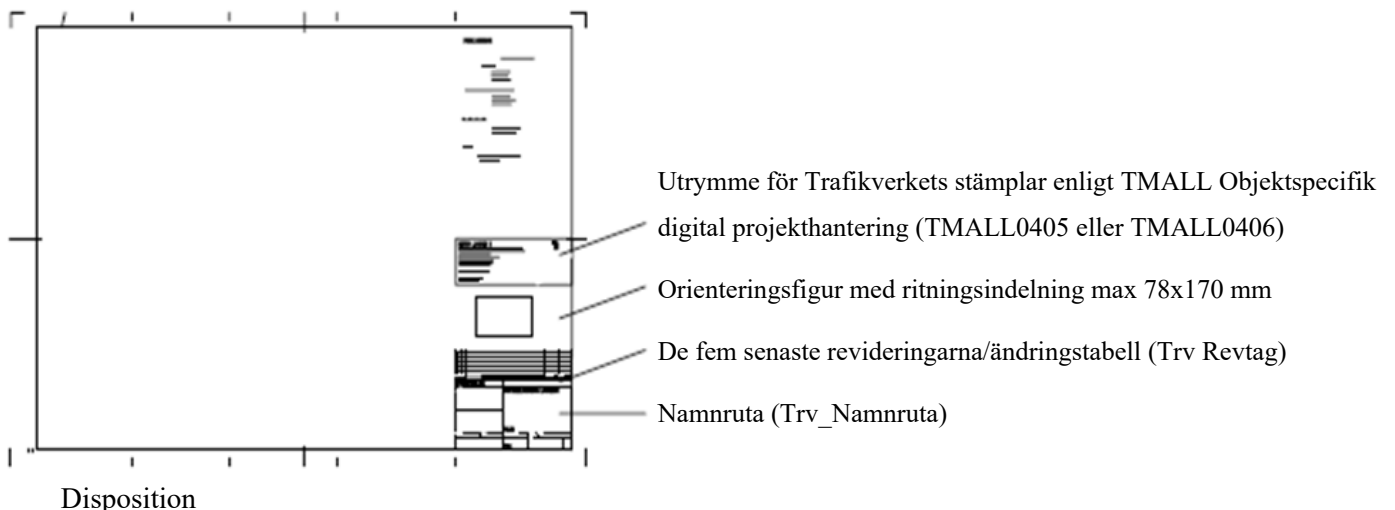 Utrymme för Trafikverkets stämplar enligt TMALL Objektspecifik
digital projekthantering (TMALL0405 eller TMALL0406)
Orienteringsfigur med ritningsindelning max 78x170 mm
De fem senaste revideringarna/ändringstabell (Trv Revtag)
Namnruta (Trv_Namnruta)
Disposition